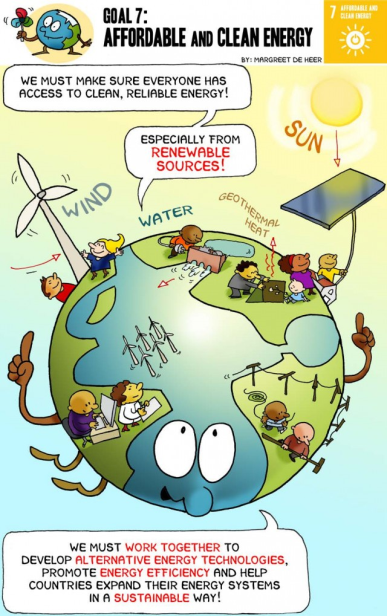 GOAL 7:
AFFORDABLE AND CLEAN ENERGY
BY: MARGREET DE HEER
7 AFFORDABLE AND
CLEAN ENERGY
WE MUST MAKE SURE EVERYONE HAS
ACCESS TO CLEAN, RELIABLE ENERGY!
ESPECIALLY FROM
RENEWABLE
SOURCES!
SUN
WIND
WATER
GEOTHERMAL
HEAT
WE MUST WORK TOGETHER TO
DEVELOP ALTERNATIVE ENERGY TECHNOLOGIES,
PROMOTE ENERGY EFFICIENCY AND HELP
COUNTRIES EXPAND THEIR ENERGY SYSTEMS
IN A SUSTAINABLE WAY!